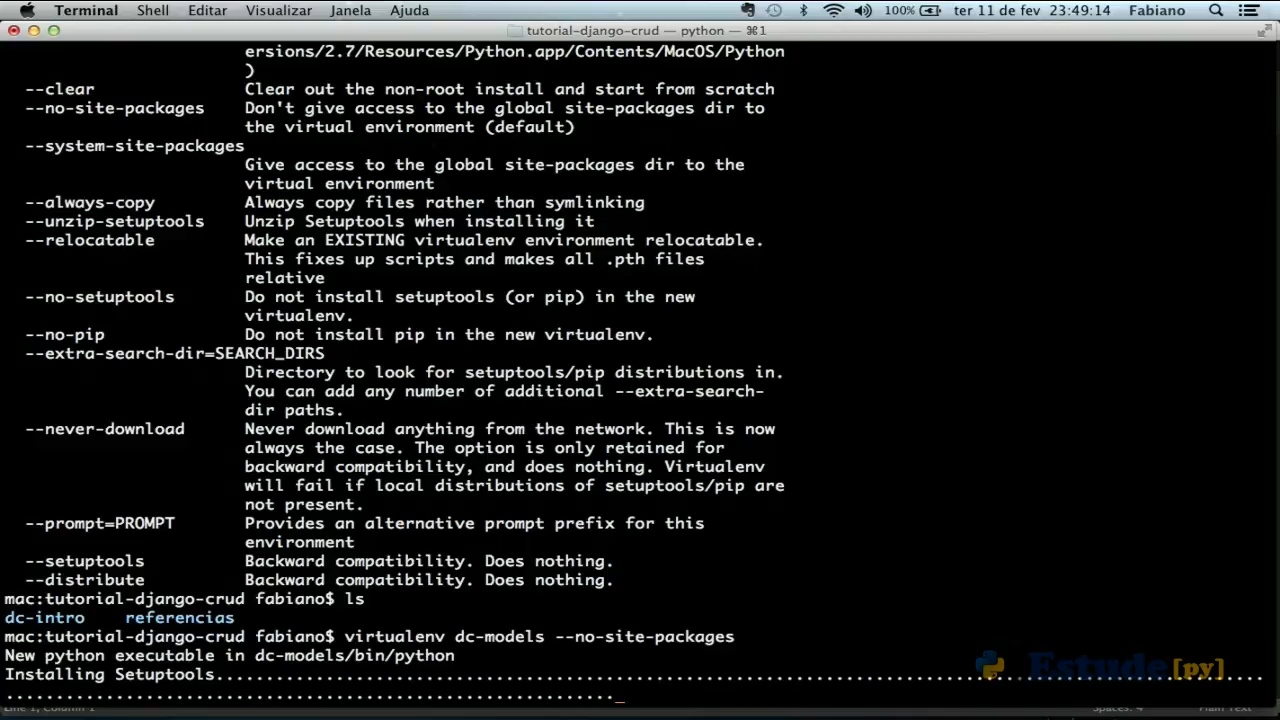 Terminal Shell Editar Visualizar Janela Ajuda 100% ter 11 de fev 23:49:14 Fabiano
tutorial-django-crud — python — ⌘1
ersions/2.7/Resources/Python.app/Contents/MacOS/Python
)
--clear Clear out the non-root install and start from scratch
--no-site-packages Don't give access to the global site-packages dir to
the virtual environment (default)
--system-site-packages
Give access to the global site-packages dir to the
virtual environment
--always-copy Always copy files rather than symlinking
--unzip-setuptools Unzip Setuptools when installing it
--relocatable Make an EXISTING virtualenv environment relocatable.
This fixes up scripts and makes all .pth files
relative
--no-setuptools Do not install setuptools (or pip) in the new
virtualenv.
--no-pip Do not install pip in the new virtualenv.
--extra-search-dir=SEARCH_DIRS
Directory to look for setuptools/pip distributions in.
You can add any number of additional --extra-search-
dir paths.
--never-download Never download anything from the network. This is now
always the case. The option is only retained for
backward compatibility, and does nothing. Virtualenv
will fail if local distributions of setuptools/pip are
not present.
--prompt=PROMPT Provides an alternative prompt prefix for this
environment
--setuptools Backward compatibility. Does nothing.
--distribute Backward compatibility. Does nothing.
mac:tutorial-django-crud fabiano$ ls
dc-intro referencias
mac:tutorial-django-crud fabiano$ virtualenv dc-models --no-site-packages
New python executable in dc-models/bin/python
Installing Setuptools.........................................................................................................
.............................................................
Estude[py]
Line 1, Column 1 Spaces: 4 Plain Text